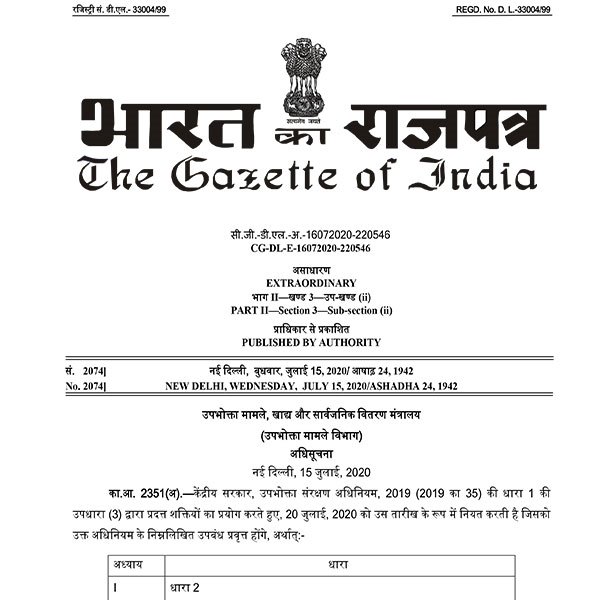 रजिस्ट्री सं. डी.एल.- 33004/99
REGD. No. D. L.-33004/99
सत्यमेव जयते
भारत का राजपत्र
The Gazette of India
सी.जी.-डी.एल.-अ.-16072020-220546
CG-DL-E-16072020-220546
असाधारण
EXTRAORDINARY
भाग II—खण्ड 3—उप-खण्ड (ii)
PART II—Section 3—Sub-section (ii)
प्राधिकार से प्रकाशित
PUBLISHED BY AUTHORITY
सं. 2074]
नई दिल्ली, बुधवार, जुलाई 15, 2020/ आषाढ़ 24, 1942
No. 2074]
NEW DELHI, WEDNESDAY, JULY 15, 2020/ASHADHA 24, 1942
उपभोक्ता मामले, खाद्य और सार्वजनिक वितरण मंत्रालय
(उपभोक्ता मामले विभाग)
अधिसूचना
नई दिल्ली, 15 जुलाई, 2020
का.आ. 2351(अ).—केंद्रीय सरकार, उपभोक्ता संरक्षण अधिनियम, 2019 (2019 का 35) की धारा 1 की
उपधारा (3) द्वारा प्रदत्त शक्तियों का प्रयोग करते हुए, 20 जुलाई, 2020 को उस तारीख के रूप में नियत करती है जिसको
उक्त अधिनियम के निम्नलिखित उपबंध प्रवृत्त होंगे, अर्थात्:-
अध्याय
धारा
I
धारा 2